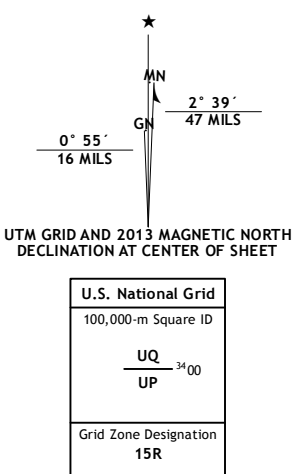 ★
MN
GN
2° 39´
47 MILS
0° 55´
16 MILS
UTM GRID AND 2013 MAGNETIC NORTH
DECLINATION AT CENTER OF SHEET
U.S. National Grid
100,000-m Square ID
UQ
UP
3400
Grid Zone Designation
15R